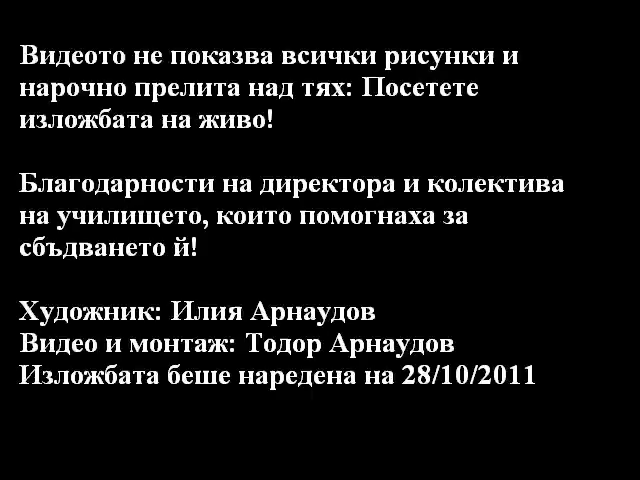 Видеото не показва всички рисунки и
нарочно прелита над тях: Посетете
изложбата на живо!
Благодарности на директора и колектива
на училището, които помогнаха за
сбъдването й!
Художник: Илия Арнаудов
Видео и монтаж: Тодор Арнаудов
Изложбата беше наредена на 28/10/2011